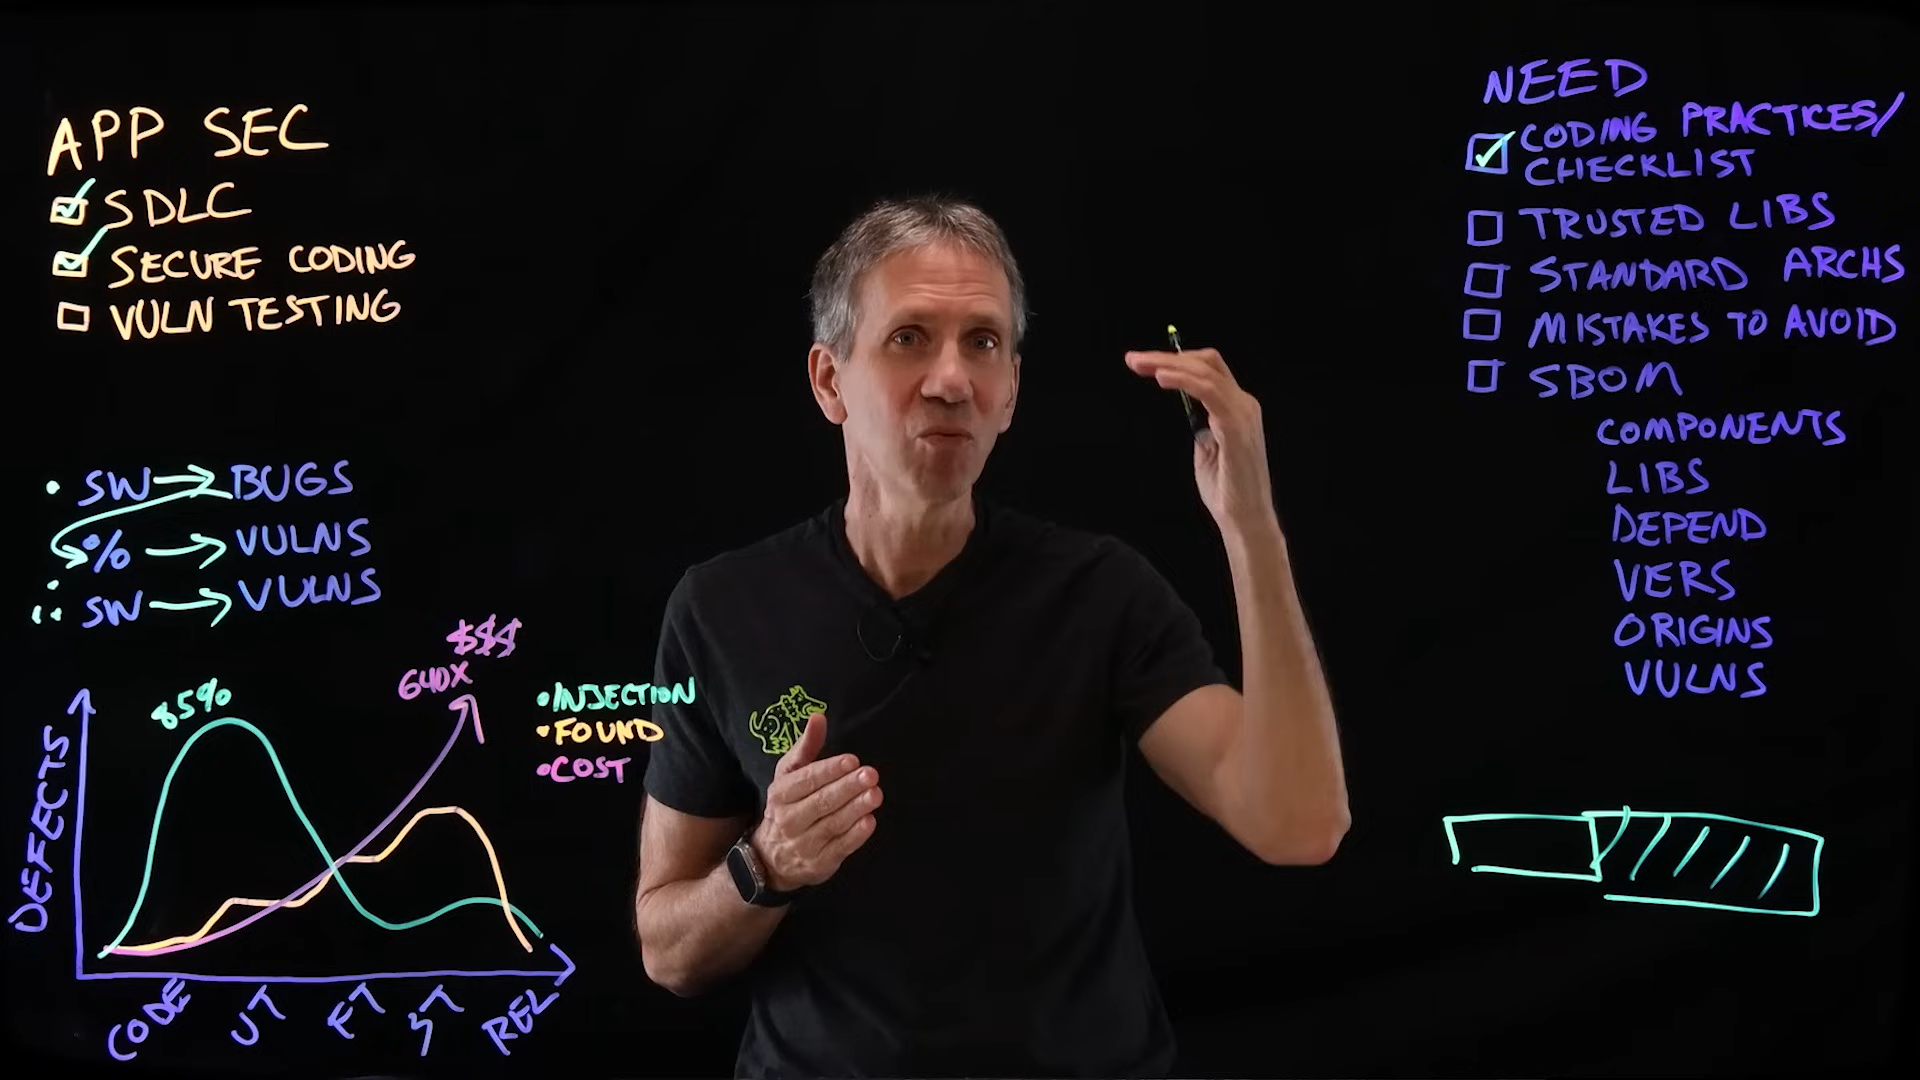 APP SEC
SDLC
SECURE CODING
VULN TESTING
SW → BUGS
% → VULNS
∴ SW → VULNS
DEFECTS
85%
640X
$$$
• INJECTION
• FOUND
• COST
CODE
UT
FT
ST
REL
NEED
CODING PRACTICES/
CHECKLIST
TRUSTED LIBS
STANDARD ARCHS
MISTAKES TO AVOID
SBOM
COMPONENTS
LIBS
DEPEND
VERS
ORIGINS
VULNS